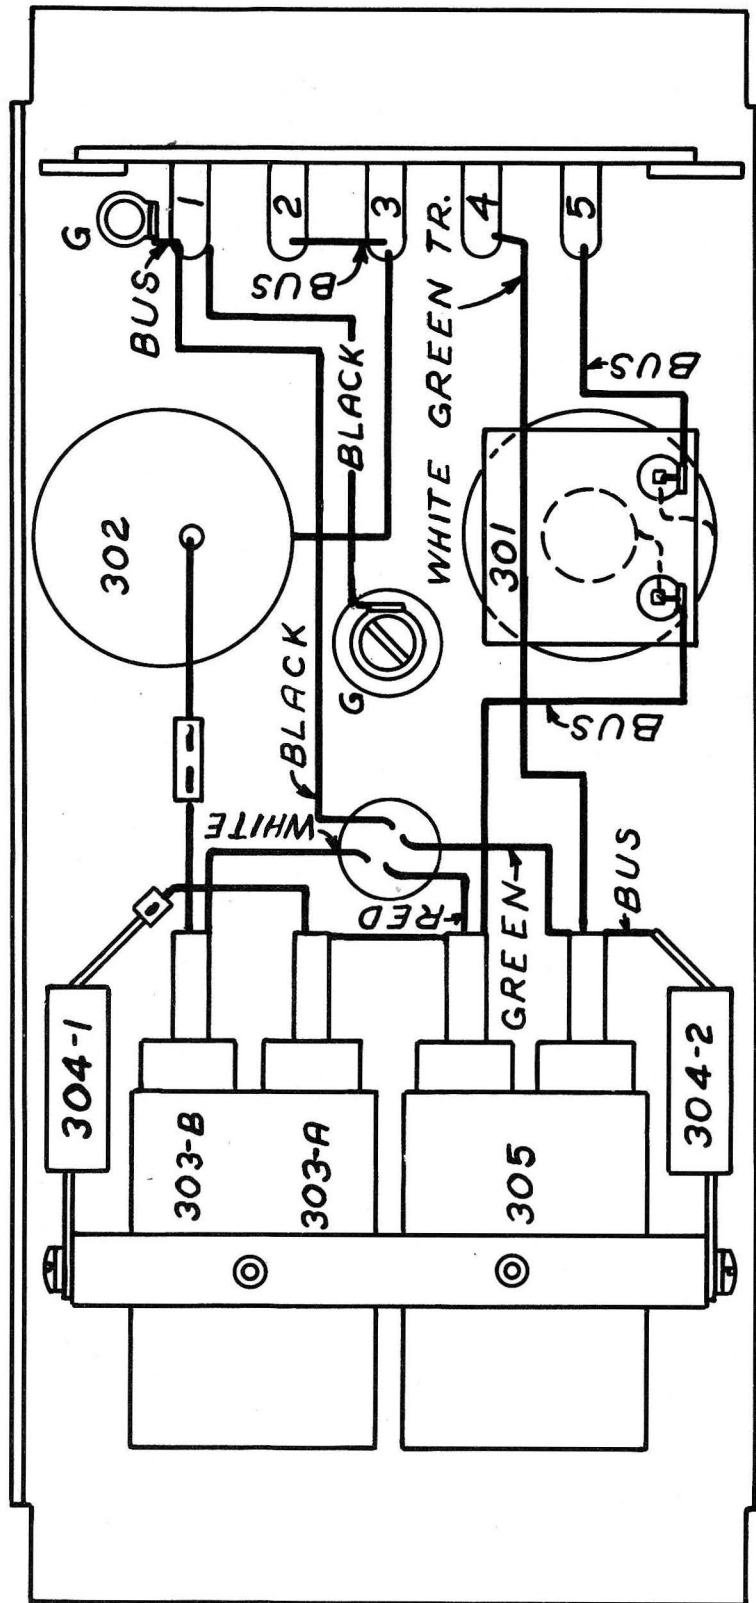 G
1
2
3
4
5
BUS
BUS
BLACK
WHITE GREEN TR.
BUS
302
301
G
BUS
BLACK
WHITE
RED
GREEN
BUS
304-1
303-B
303-A
305
304-2